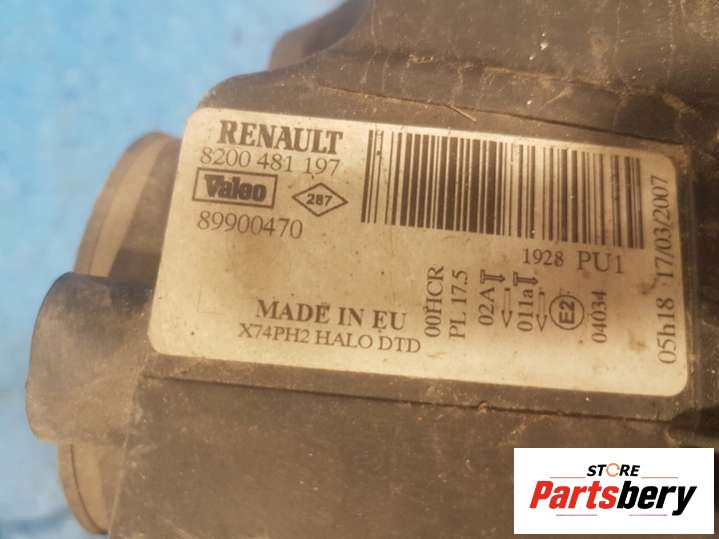 RENAULT
8200 481 197
Valeo
287
89900470
1928 PU1
MADE IN EU
X74PH2 HALO DTD
00HCR
PL 17.5
02A
011a
E2
04034
05h18 17/03/2007
STORE
Partsbery